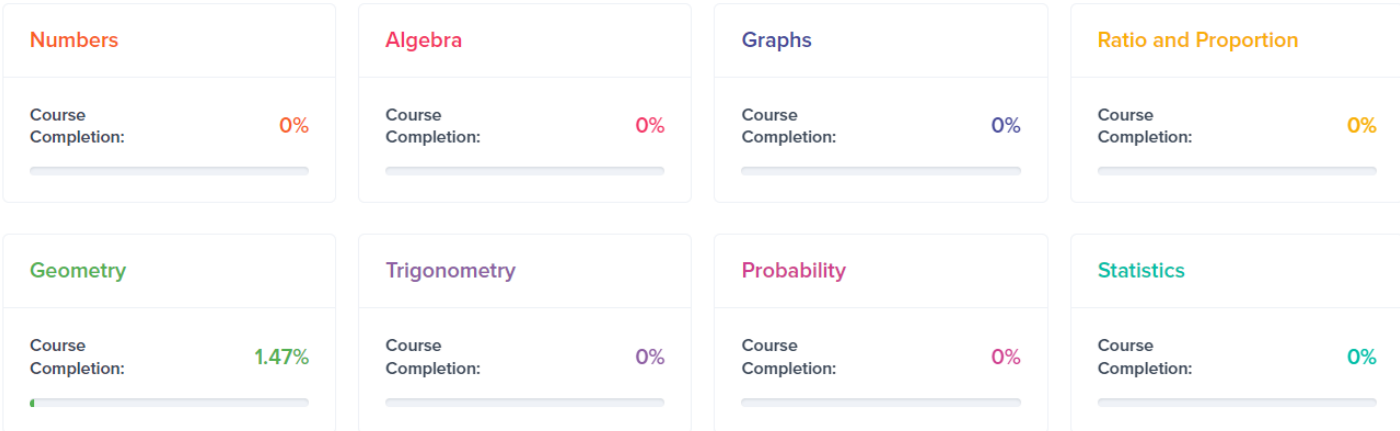 Numbers
Algebra
Graphs
Ratio and Proportion
Course
Completion:
0%
Course
Completion:
0%
Course
Completion:
0%
Course
Completion:
0%
Geometry
Trigonometry
Probability
Statistics
Course
Completion:
1.47%
Course
Completion:
0%
Course
Completion:
0%
Course
Completion:
0%